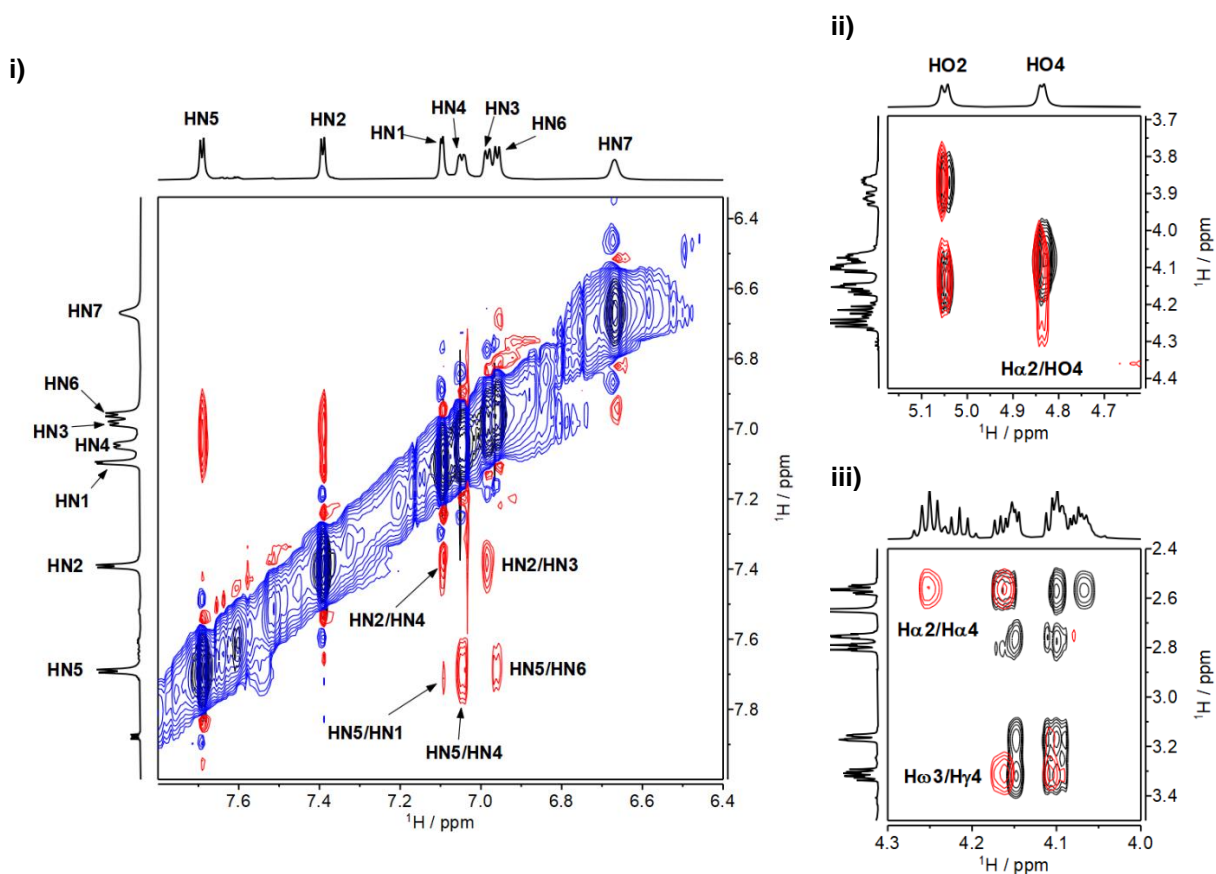 i)
HN5
HN2
HN1
HN4
HN3
HN6
HN7
HN7
HN6
HN3
HN4
HN1
HN2
HN5
6.4
6.6
6.8
7.0
7.2
7.4
7.6
7.8
¹H / ppm
HN2/HN3
HN2/HN4
HN5/HN6
HN5/HN1
HN5/HN4
7.6 7.4 7.2 7.0 6.8 6.6 6.4
¹H / ppm
ii)
HO2 HO4
3.7
3.8
3.9
4.0
4.1
4.2
4.3
4.4
¹H / ppm
Hα2/HO4
5.1 5.0 4.9 4.8 4.7
¹H / ppm
iii)
2.4
2.6
2.8
3.0
3.2
3.4
¹H / ppm
Hα2/Hα4
Hω3/Hγ4
4.3 4.2 4.1 4.0
¹H / ppm